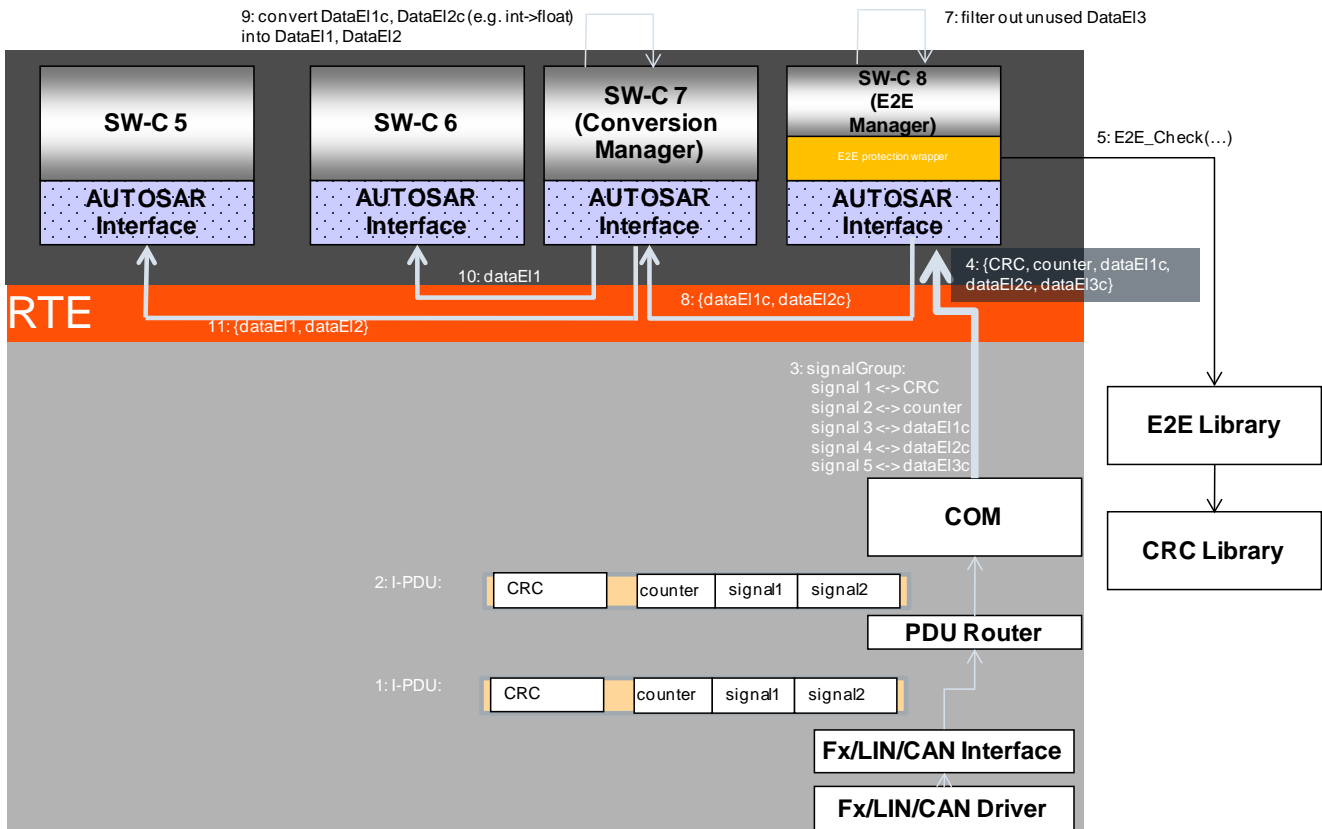 9: convert DataEl1c, DataEl2c (e.g. int->float)
into DataEl1, DataEl2
7: filter out unused DataEl3
SW-C 5
AUTOSAR
Interface
SW-C 6
AUTOSAR
Interface
SW-C 7
(Conversion
Manager)
AUTOSAR
Interface
SW-C 8
(E2E
Manager)
E2E protection wrapper
AUTOSAR
Interface
5: E2E_Check(…)
4: {CRC, counter, dataEl1c,
dataEl2c, dataEl3c}
10: dataEl1
8: {dataEl1c, dataEl2c}
RTE
11: {dataEl1, dataEl2}
3: signalGroup:
signal 1 <-> CRC
signal 2 <-> counter
signal 3 <-> dataEl1c
signal 4 <-> dataEl2c
signal 5 <-> dataEl3c
E2E Library
COM
CRC Library
2: I-PDU:
CRC
counter
signal1
signal2
PDU Router
1: I-PDU:
CRC
counter
signal1
signal2
Fx/LIN/CAN Interface
Fx/LIN/CAN Driver